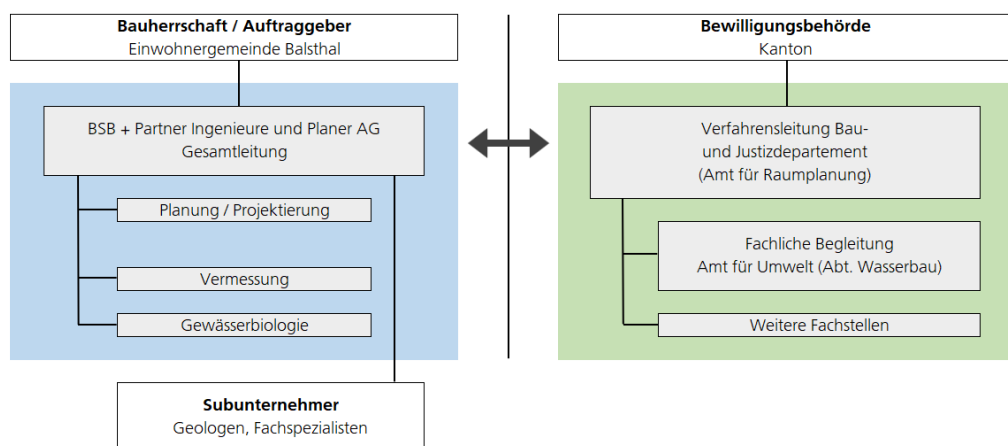 Bauherrschaft / Auftraggeber
Einwohnergemeinde Balsthal
BSB + Partner Ingenieure und Planer AG
Gesamtleitung
Planung / Projektierung
Vermessung
Gewässerbiologie
Subunternehmer
Geologen, Fachspezialisten
Bewilligungsbehörde
Kanton
Verfahrensleitung Bau-
und Justizdepartement
(Amt für Raumplanung)
Fachliche Begleitung
Amt für Umwelt (Abt. Wasserbau)
Weitere Fachstellen